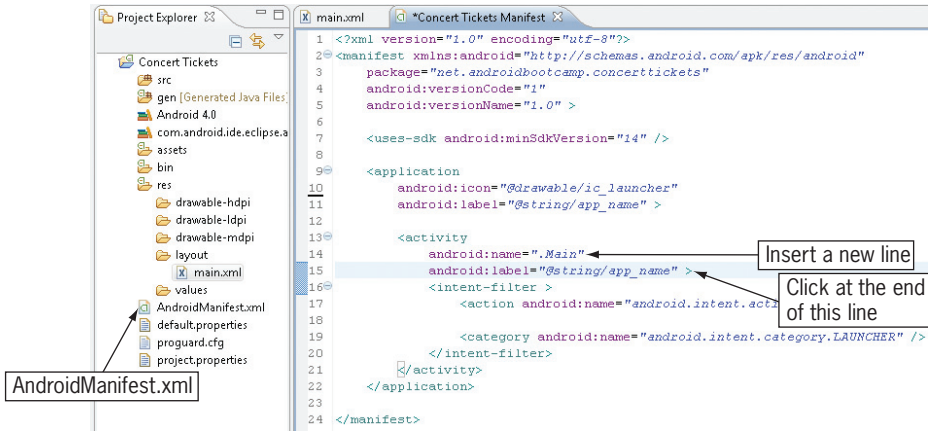 Project Explorer
Concert Tickets
src
gen [Generated Java Files]
Android 4.0
com.android.ide.eclipse.a
assets
bin
res
drawable-hdpi
drawable-ldpi
drawable-mdpi
layout
main.xml
values
AndroidManifest.xml
default.properties
proguard.cfg
project.properties
AndroidManifest.xml
main.xml
*Concert Tickets Manifest
1 <?xml version="1.0" encoding="utf-8"?>
2 <manifest xmlns:android="http://schemas.android.com/apk/res/android"
3 package="net.androidbootcamp.concerttickets"
4 android:versionCode="1"
5 android:versionName="1.0" >
6
7 <uses-sdk android:minSdkVersion="14" />
8
9 <application
10 android:icon="@drawable/ic_launcher"
11 android:label="@string/app_name" >
12
13 <activity
14 android:name=".Main"
15 android:label="@string/app_name" >
16 <intent-filter >
17 <action android:name="android.intent.acti
18
19 <category android:name="android.intent.category.LAUNCHER" />
20 </intent-filter>
21 </activity>
22 </application>
23
24 </manifest>
Insert a new line
Click at the end
of this line